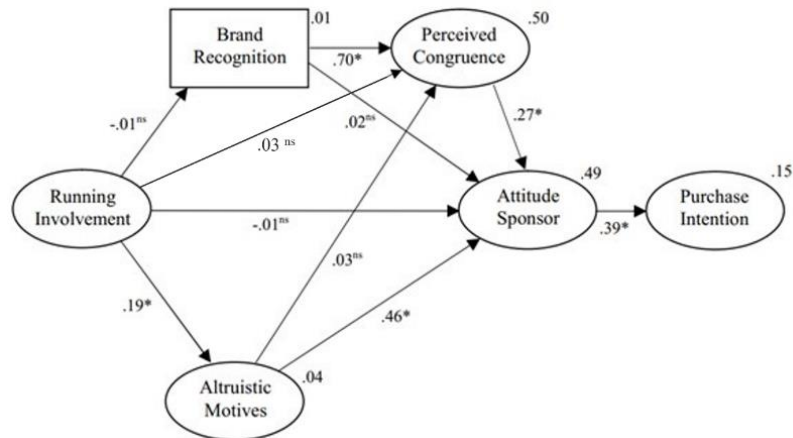 .01
.50
Brand
Recognition
Perceived
Congruence
.70*
-.01ns
.27*
.02ns
.03 ns
.49
.15
Running
Involvement
Attitude
Sponsor
Purchase
Intention
-.01ns
.39*
.03ns
.19*
.46*
.04
Altruistic
Motives